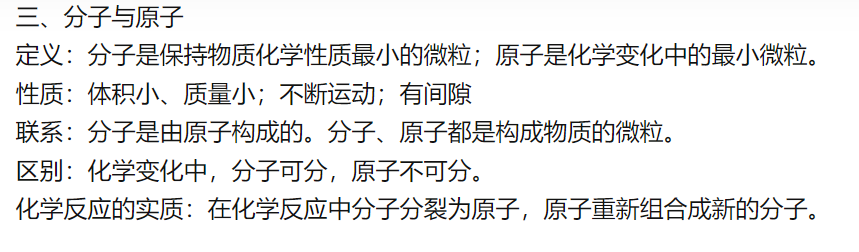 三、分子与原子
定义：分子是保持物质化学性质最小的微粒；原子是化学变化中的最小微粒。
性质：体积小、质量小；不断运动；有间隙
联系：分子是由原子构成的。分子、原子都是构成物质的微粒。
区别：化学变化中，分子可分，原子不可分。
化学反应的实质：在化学反应中分子分裂为原子，原子重新组合成新的分子。